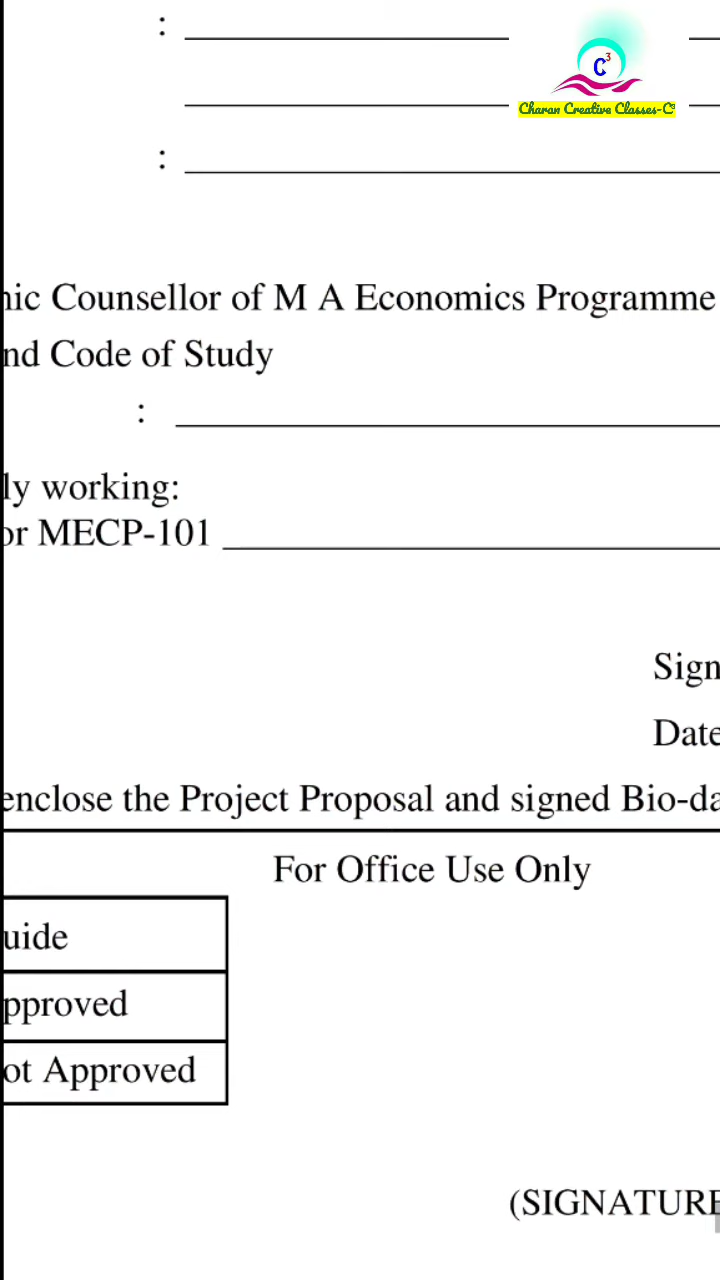 :
C3
Charan Creative Classes-C3
:
nic Counsellor of M A Economics Programme
nd Code of Study
:
ly working:
or MECP-101
Sign
Date
enclose the Project Proposal and signed Bio-da
For Office Use Only
uide
pproved
ot Approved
(SIGNATURE